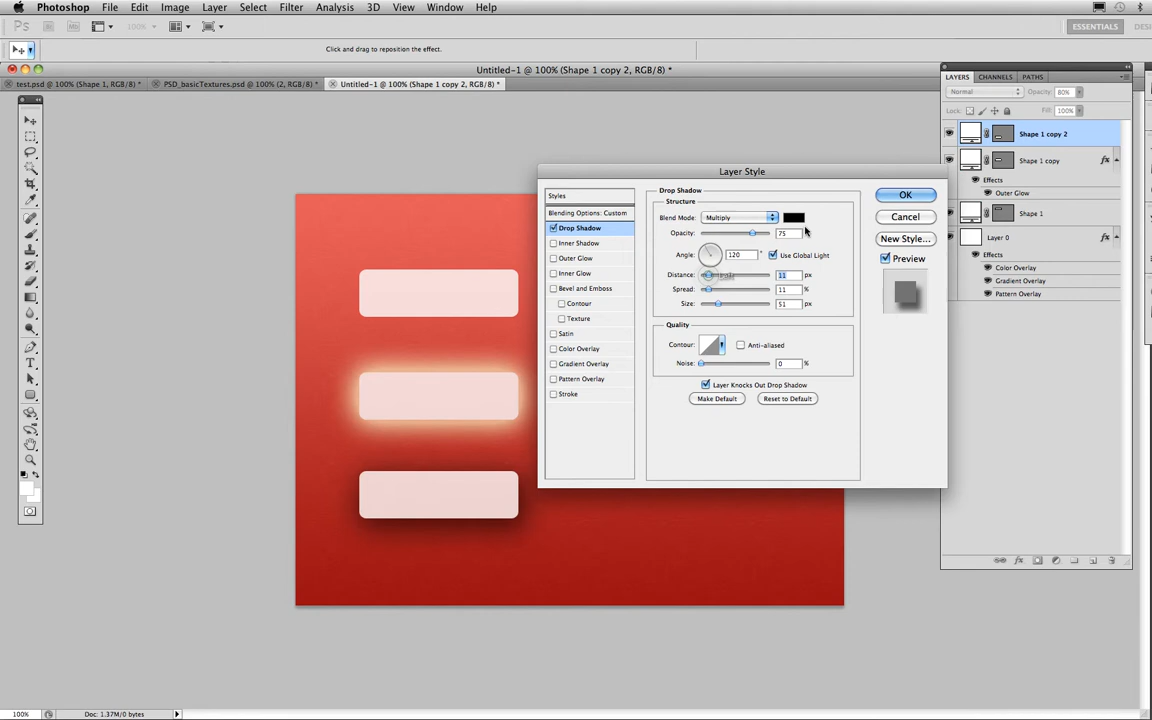 Photoshop File Edit Image Layer Select Filter Analysis 3D View Window Help
100%
ESSENTIALS
Click and drag to reposition the effect.
Untitled-1 @ 100% (Shape 1 copy 2, RGB/8) *
test.psd @ 100% (Shape 1, RGB/8) *
PSD_basicTextures.psd @ 100% (2, RGB/8) *
Untitled-1 @ 100% (Shape 1 copy 2, RGB/8) *
LAYERS CHANNELS PATHS
Normal Opacity: 80%
Lock: Fill: 100%
Shape 1 copy 2
Shape 1 copy fx
Effects
Outer Glow
Shape 1
Layer 0
Effects
Color Overlay
Gradient Overlay
Pattern Overlay
Layer Style
Styles
Blending Options: Custom
Drop Shadow
Inner Shadow
Outer Glow
Inner Glow
Bevel and Emboss
Contour
Texture
Satin
Color Overlay
Gradient Overlay
Pattern Overlay
Stroke
Drop Shadow
Structure
Blend Mode: Multiply
Opacity: 75
Angle: 120 ° Use Global Light
Distance: 11 px
Spread: 11 %
Size: 51 px
Quality
Contour: Anti-aliased
Noise: 0 %
Layer Knocks Out Drop Shadow
Make Default Reset to Default
OK
Cancel
New Style...
Preview
100% Doc: 1.37M/0 bytes